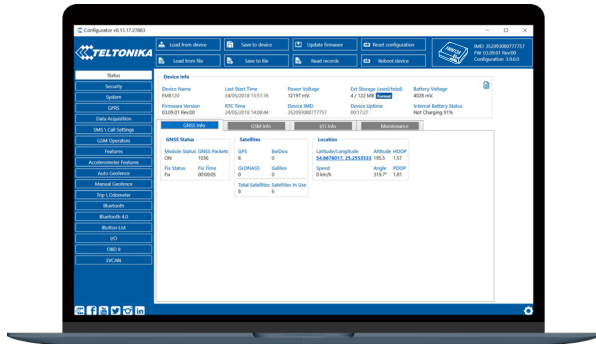 Configurator v0.13.17.27883
TELTONIKA
Load from device
Save to device
Update firmware
Reset configuration
Load from file
Save to file
Read records
Reboot device
IMEI 352093080777757
FW 03.09.01 Rev:00
Configuration 1.9.0.0
Status
Security
System
GPRS
Data Acquisition
SMS \ Call Settings
GSM Operators
Features
Accelerometer Features
Auto Geofence
Manual Geofence
Trip \ Odometer
Bluetooth
Bluetooth 4.0
iButton List
I/O
OBD II
LVCAN
Device Info
Device Name Last Start Time Power Voltage Ext Storage (used/total) Battery Voltage
FMB120 24/05/2018 13:51:16 12197 mV. 4 / 122 MB Format 4028 mV.
Firmware Version RTC Time Device IMEI Device Uptime Internal Battery Status
03.09.01 Rev:00 24/05/2018 14:08:44 352093080777757 00:17:27 Not Charging 91%
GNSS Info GSM Info I/O Info Maintenance
GNSS Status
Module Status GNSS Packets
ON 1036
Fix Status Fix Time
Fix 00:00:05
Satellites
GPS BeiDou
8 0
GLONASS Galileo
0 0
Total Satellites Satellites In Use
8 6
Location
Latitude/Longitude Altitude HDOP
54.6678017, 25.2553533 195.5 1.57
Speed Angle PDOP
0 km/h 319.7° 1.81